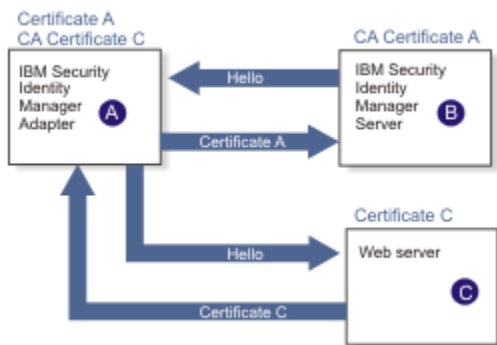 Certificate A
CA Certificate C
IBM Security
Identity
Manager
Adapter
A
Hello
Certificate A
CA Certificate A
IBM Security
Identity
Manager
Server
B
Hello
Certificate C
Certificate C
Web server
C